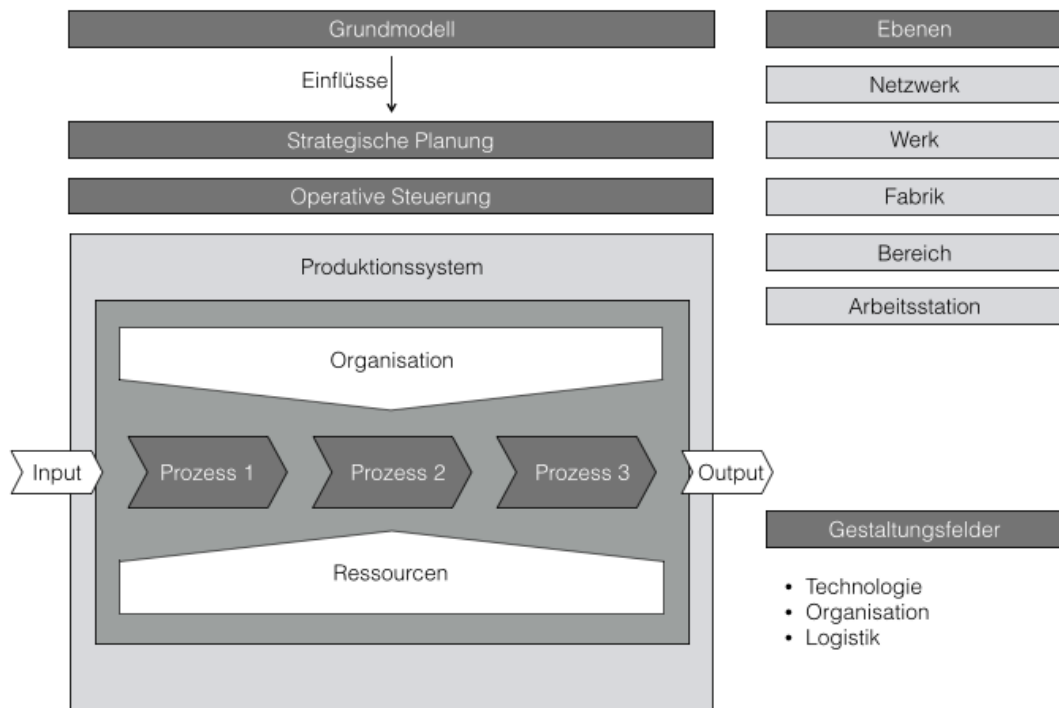 Grundmodell
Einflüsse
Strategische Planung
Operative Steuerung
Produktionssystem
Organisation
Input
Prozess 1
Prozess 2
Prozess 3
Output
Ressourcen
Ebenen
Netzwerk
Werk
Fabrik
Bereich
Arbeitsstation
Gestaltungsfelder
• Technologie
• Organisation
• Logistik